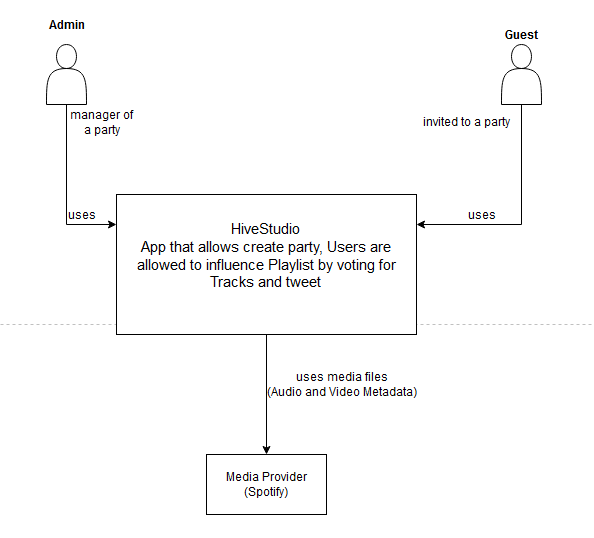 Admin
Guest
manager of
a party
invited to a party
uses
uses
HiveStudio
App that allows create party, Users are
allowed to influence Playlist by voting for
Tracks and tweet
uses media files
(Audio and Video Metadata)
Media Provider
(Spotify)